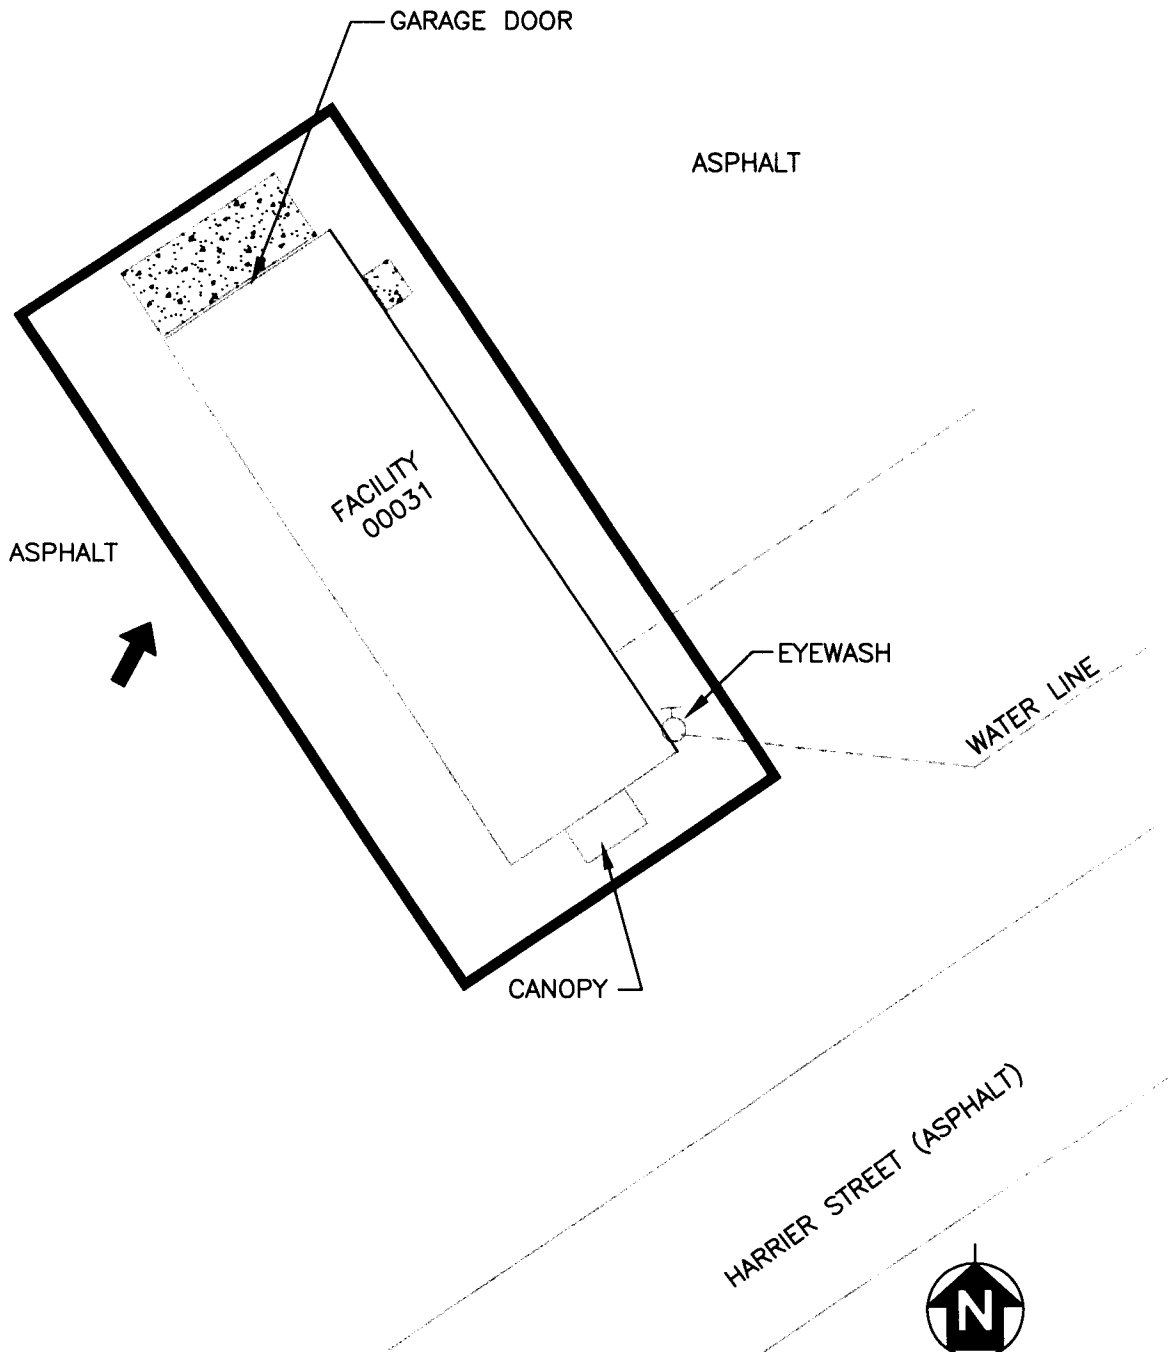 GARAGE DOOR
ASPHALT
FACILITY
00031
ASPHALT
EYEWASH
WATER LINE
CANOPY
HARRIER STREET (ASPHALT)
N